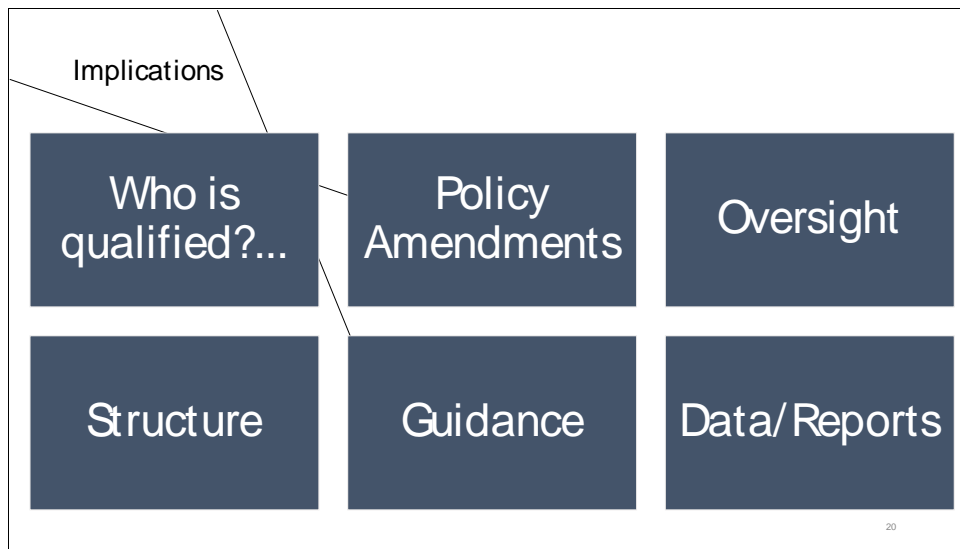 Implications
Who is
qualified?...
Policy
Amendments
Oversight
Structure
Guidance
Data/Reports
20